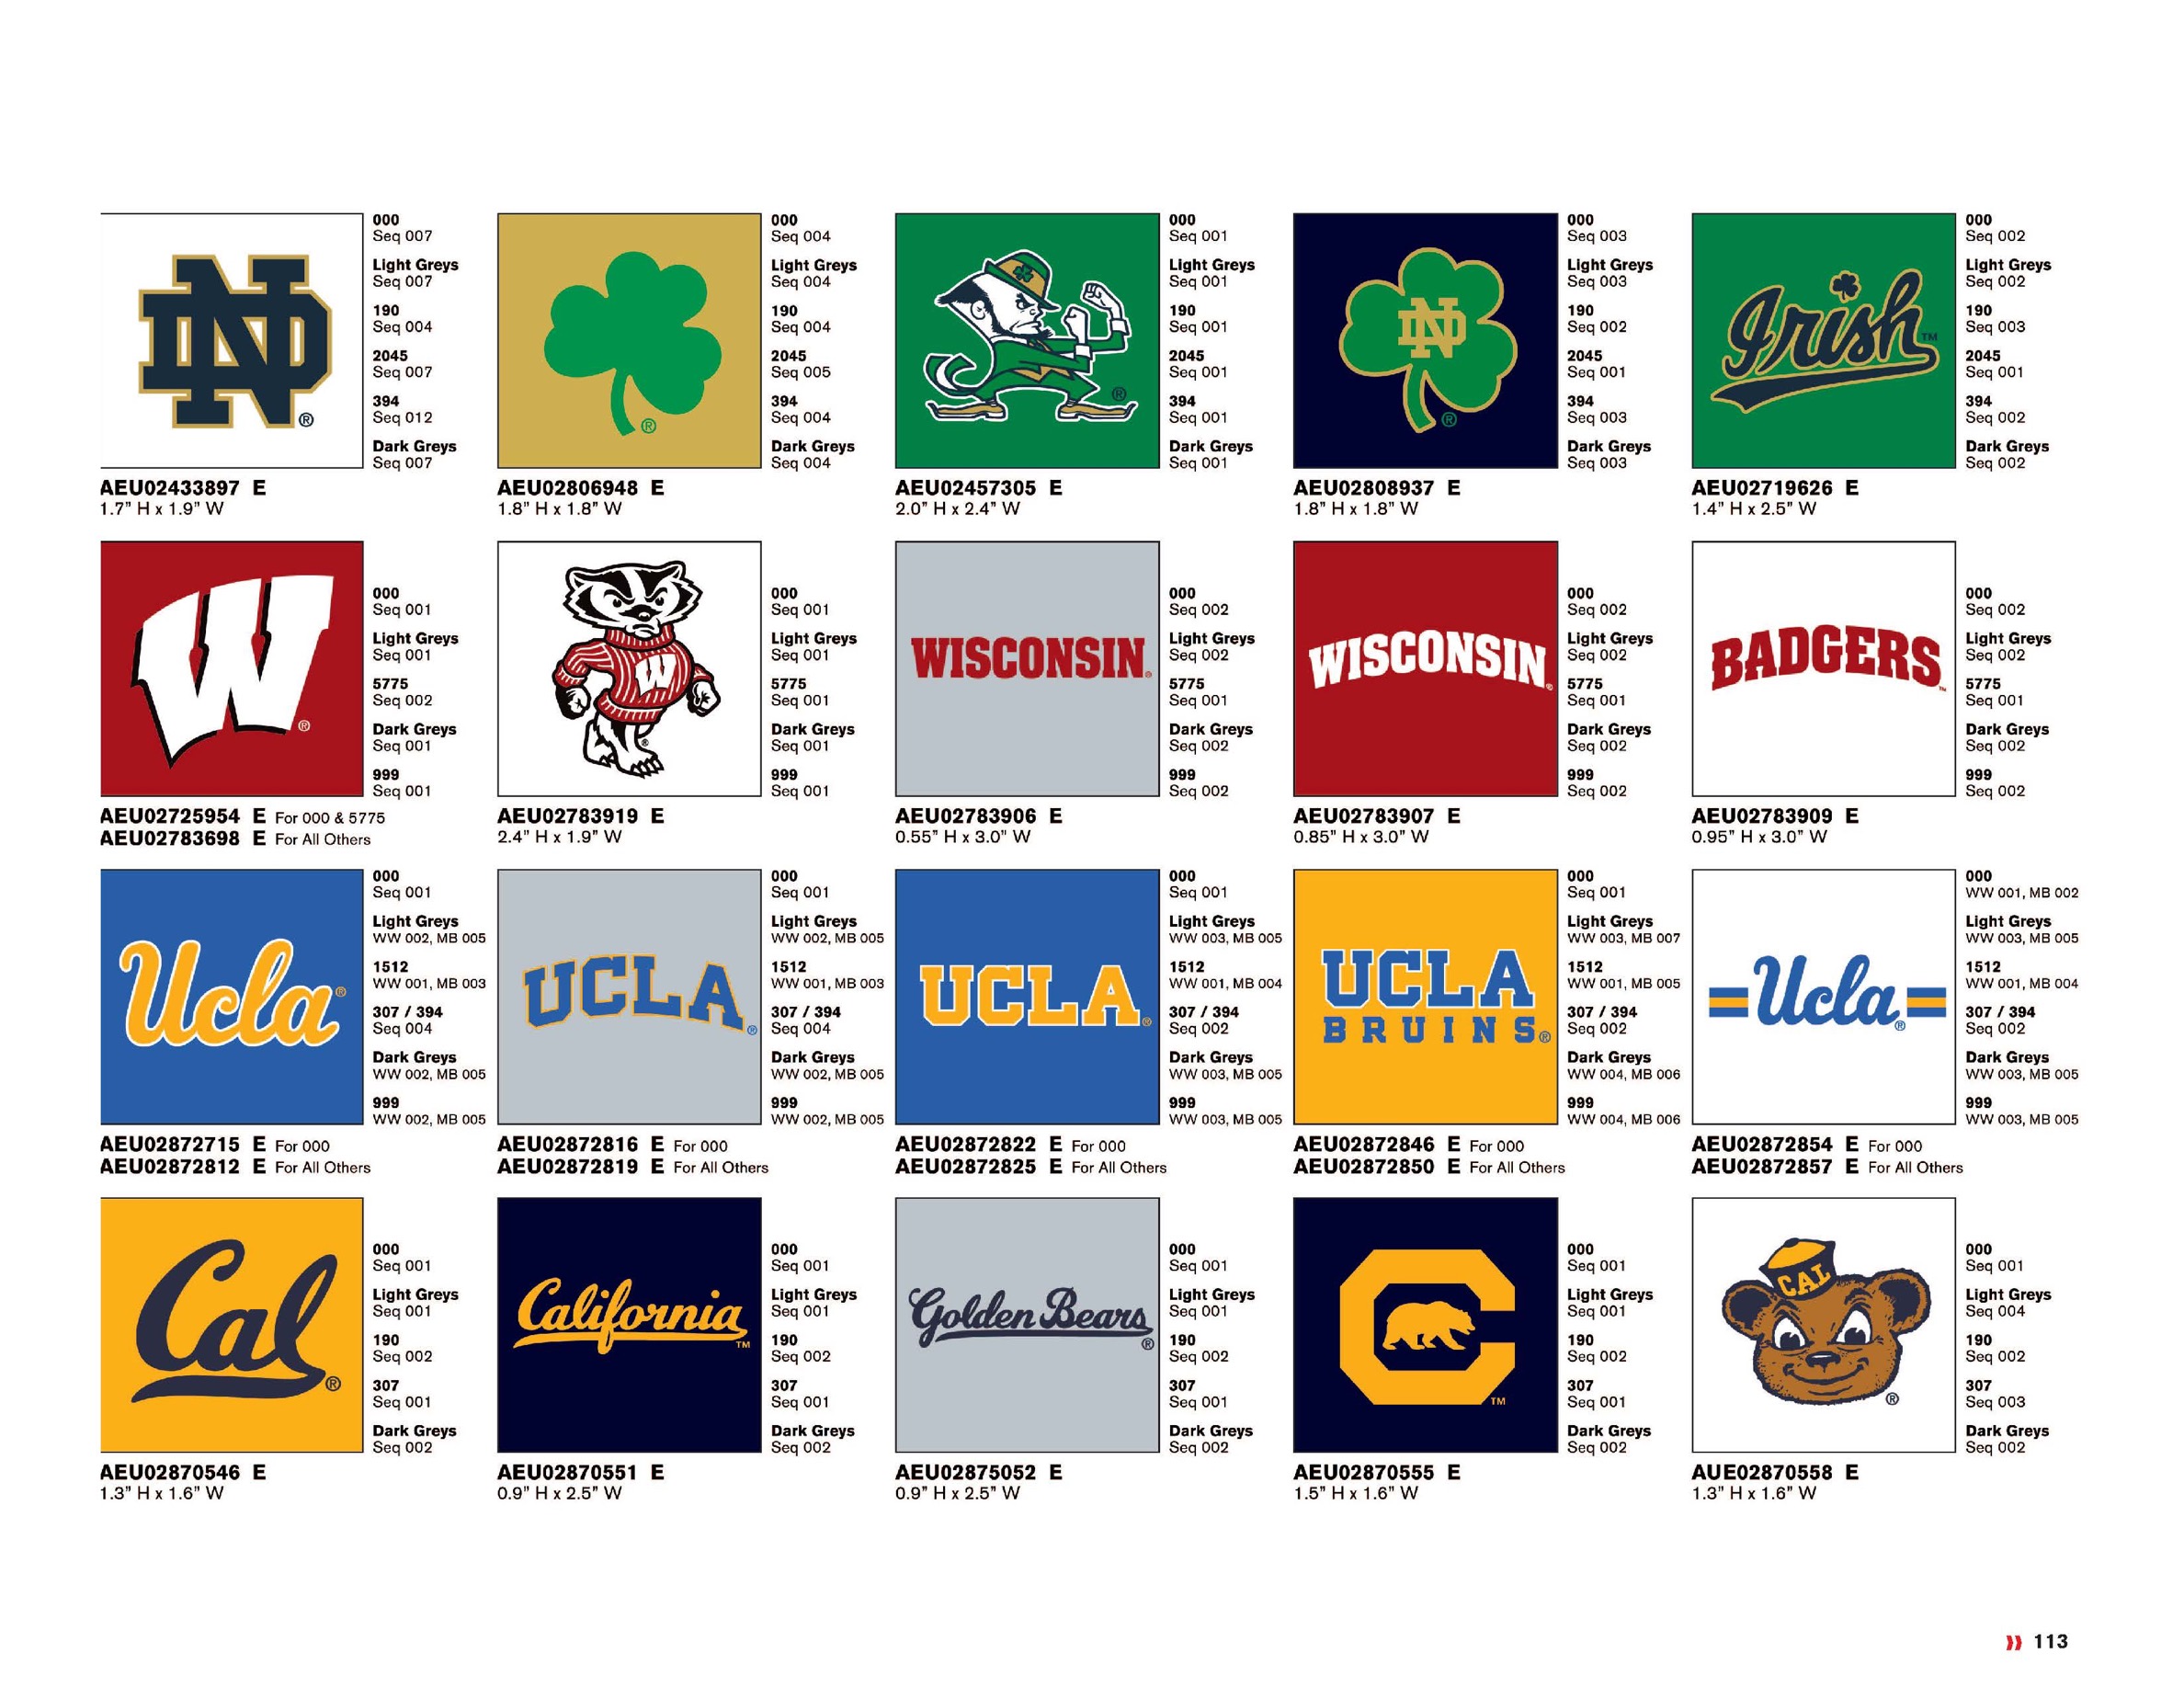 ND
®
000
Seq 007
Light Greys
Seq 007
190
Seq 004
2045
Seq 007
394
Seq 012
Dark Greys
Seq 007
AEU02433897 E
1.7" H x 1.9" W
®
000
Seq 004
Light Greys
Seq 004
190
Seq 004
2045
Seq 005
394
Seq 004
Dark Greys
Seq 004
AEU02806948 E
1.8" H x 1.8" W
®
000
Seq 001
Light Greys
Seq 001
190
Seq 001
2045
Seq 001
394
Seq 001
Dark Greys
Seq 001
AEU02457305 E
2.0" H x 2.4" W
ND
®
000
Seq 003
Light Greys
Seq 003
190
Seq 002
2045
Seq 001
394
Seq 003
Dark Greys
Seq 003
AEU02808937 E
1.8" H x 1.8" W
Irish™
000
Seq 002
Light Greys
Seq 002
190
Seq 003
2045
Seq 001
394
Seq 002
Dark Greys
Seq 002
AEU02719626 E
1.4" H x 2.5" W
W
®
000
Seq 001
Light Greys
Seq 001
5775
Seq 002
Dark Greys
Seq 001
999
Seq 001
AEU02725954 E For 000 & 5775
AEU02783698 E For All Others
W
®
000
Seq 001
Light Greys
Seq 001
5775
Seq 001
Dark Greys
Seq 001
999
Seq 001
AEU02783919 E
2.4" H x 1.9" W
WISCONSIN®
000
Seq 002
Light Greys
Seq 002
5775
Seq 001
Dark Greys
Seq 002
999
Seq 002
AEU02783906 E
0.55" H x 3.0" W
WISCONSIN®
000
Seq 002
Light Greys
Seq 002
5775
Seq 001
Dark Greys
Seq 002
999
Seq 002
AEU02783907 E
0.85" H x 3.0" W
BADGERS™
000
Seq 002
Light Greys
Seq 002
5775
Seq 001
Dark Greys
Seq 002
999
Seq 002
AEU02783909 E
0.95" H x 3.0" W
Ucla®
000
Seq 001
Light Greys
WW 002, MB 005
1512
WW 001, MB 003
307 / 394
Seq 004
Dark Greys
WW 002, MB 005
999
WW 002, MB 005
AEU02872715 E For 000
AEU02872812 E For All Others
UCLA®
000
Seq 001
Light Greys
WW 002, MB 005
1512
WW 001, MB 003
307 / 394
Seq 004
Dark Greys
WW 002, MB 005
999
WW 002, MB 005
AEU02872816 E For 000
AEU02872819 E For All Others
UCLA®
000
Seq 001
Light Greys
WW 003, MB 005
1512
WW 001, MB 004
307 / 394
Seq 002
Dark Greys
WW 003, MB 005
999
WW 003, MB 005
AEU02872822 E For 000
AEU02872825 E For All Others
UCLA
BRUINS®
000
Seq 001
Light Greys
WW 003, MB 007
1512
WW 001, MB 005
307 / 394
Seq 002
Dark Greys
WW 004, MB 006
999
WW 004, MB 006
AEU02872846 E For 000
AEU02872850 E For All Others
Ucla®
000
WW 001, MB 002
Light Greys
WW 003, MB 005
1512
WW 001, MB 004
307 / 394
Seq 002
Dark Greys
WW 003, MB 005
999
WW 003, MB 005
AEU02872854 E For 000
AEU02872857 E For All Others
Cal®
000
Seq 001
Light Greys
Seq 001
190
Seq 002
307
Seq 001
Dark Greys
Seq 002
AEU02870546 E
1.3" H x 1.6" W
California™
000
Seq 001
Light Greys
Seq 001
190
Seq 002
307
Seq 001
Dark Greys
Seq 002
AEU02870551 E
0.9" H x 2.5" W
Golden Bears®
000
Seq 001
Light Greys
Seq 001
190
Seq 002
307
Seq 001
Dark Greys
Seq 002
AEU02875052 E
0.9" H x 2.5" W
C™
000
Seq 001
Light Greys
Seq 001
190
Seq 002
307
Seq 001
Dark Greys
Seq 002
AEU02870555 E
1.5" H x 1.6" W
CAL
®
000
Seq 001
Light Greys
Seq 004
190
Seq 002
307
Seq 003
Dark Greys
Seq 002
AUE02870558 E
1.3" H x 1.6" W
113